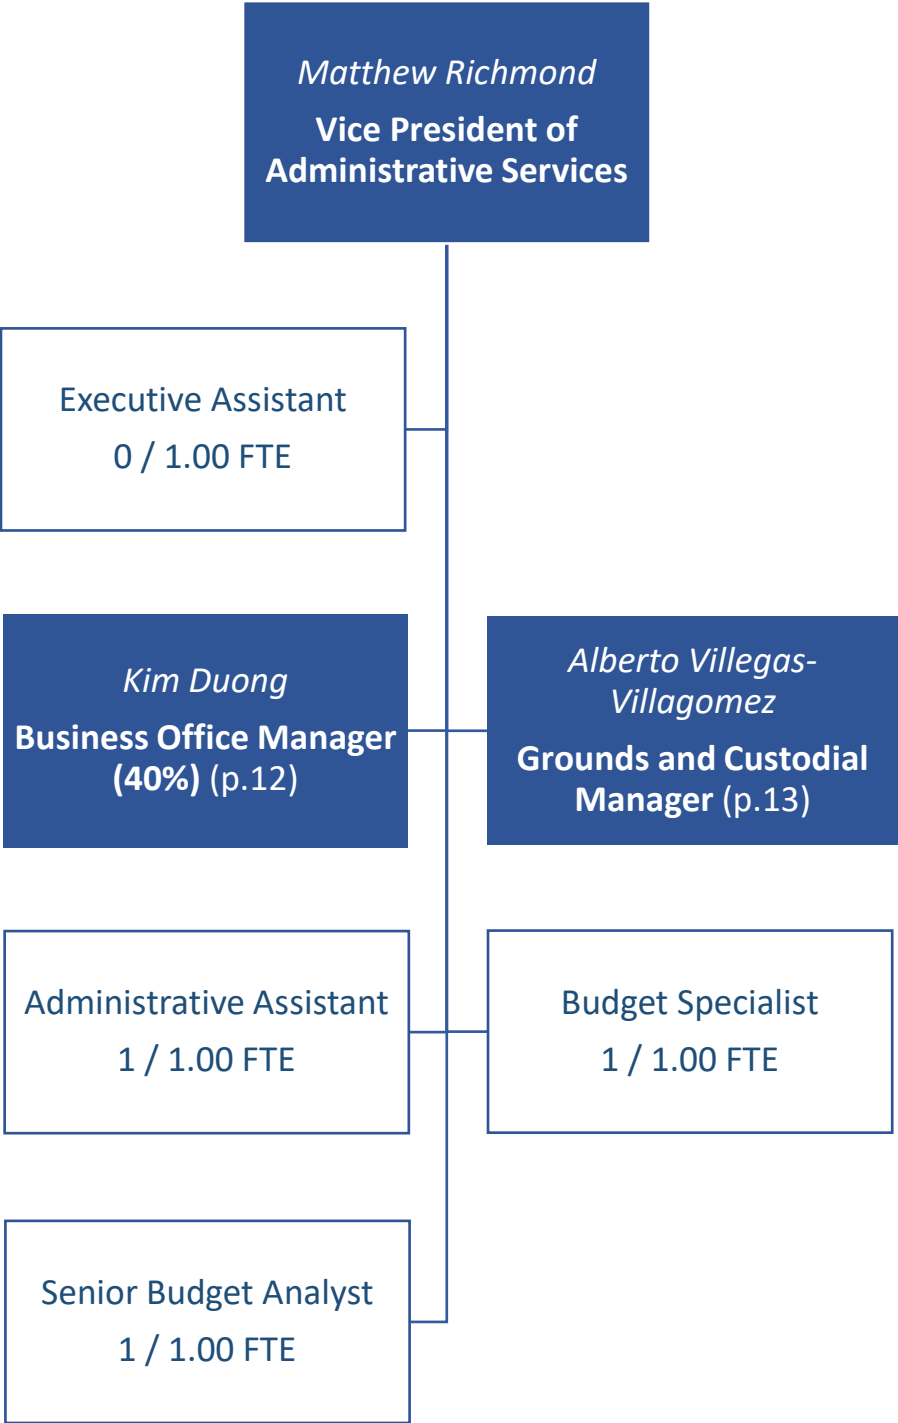 Matthew Richmond
Vice President of
Administrative Services
Executive Assistant
0 / 1.00 FTE
Kim Duong
Business Office Manager
(40%) (p.12)
Alberto Villegas-
Villagomez
Grounds and Custodial
Manager (p.13)
Administrative Assistant
1 / 1.00 FTE
Budget Specialist
1 / 1.00 FTE
Senior Budget Analyst
1 / 1.00 FTE